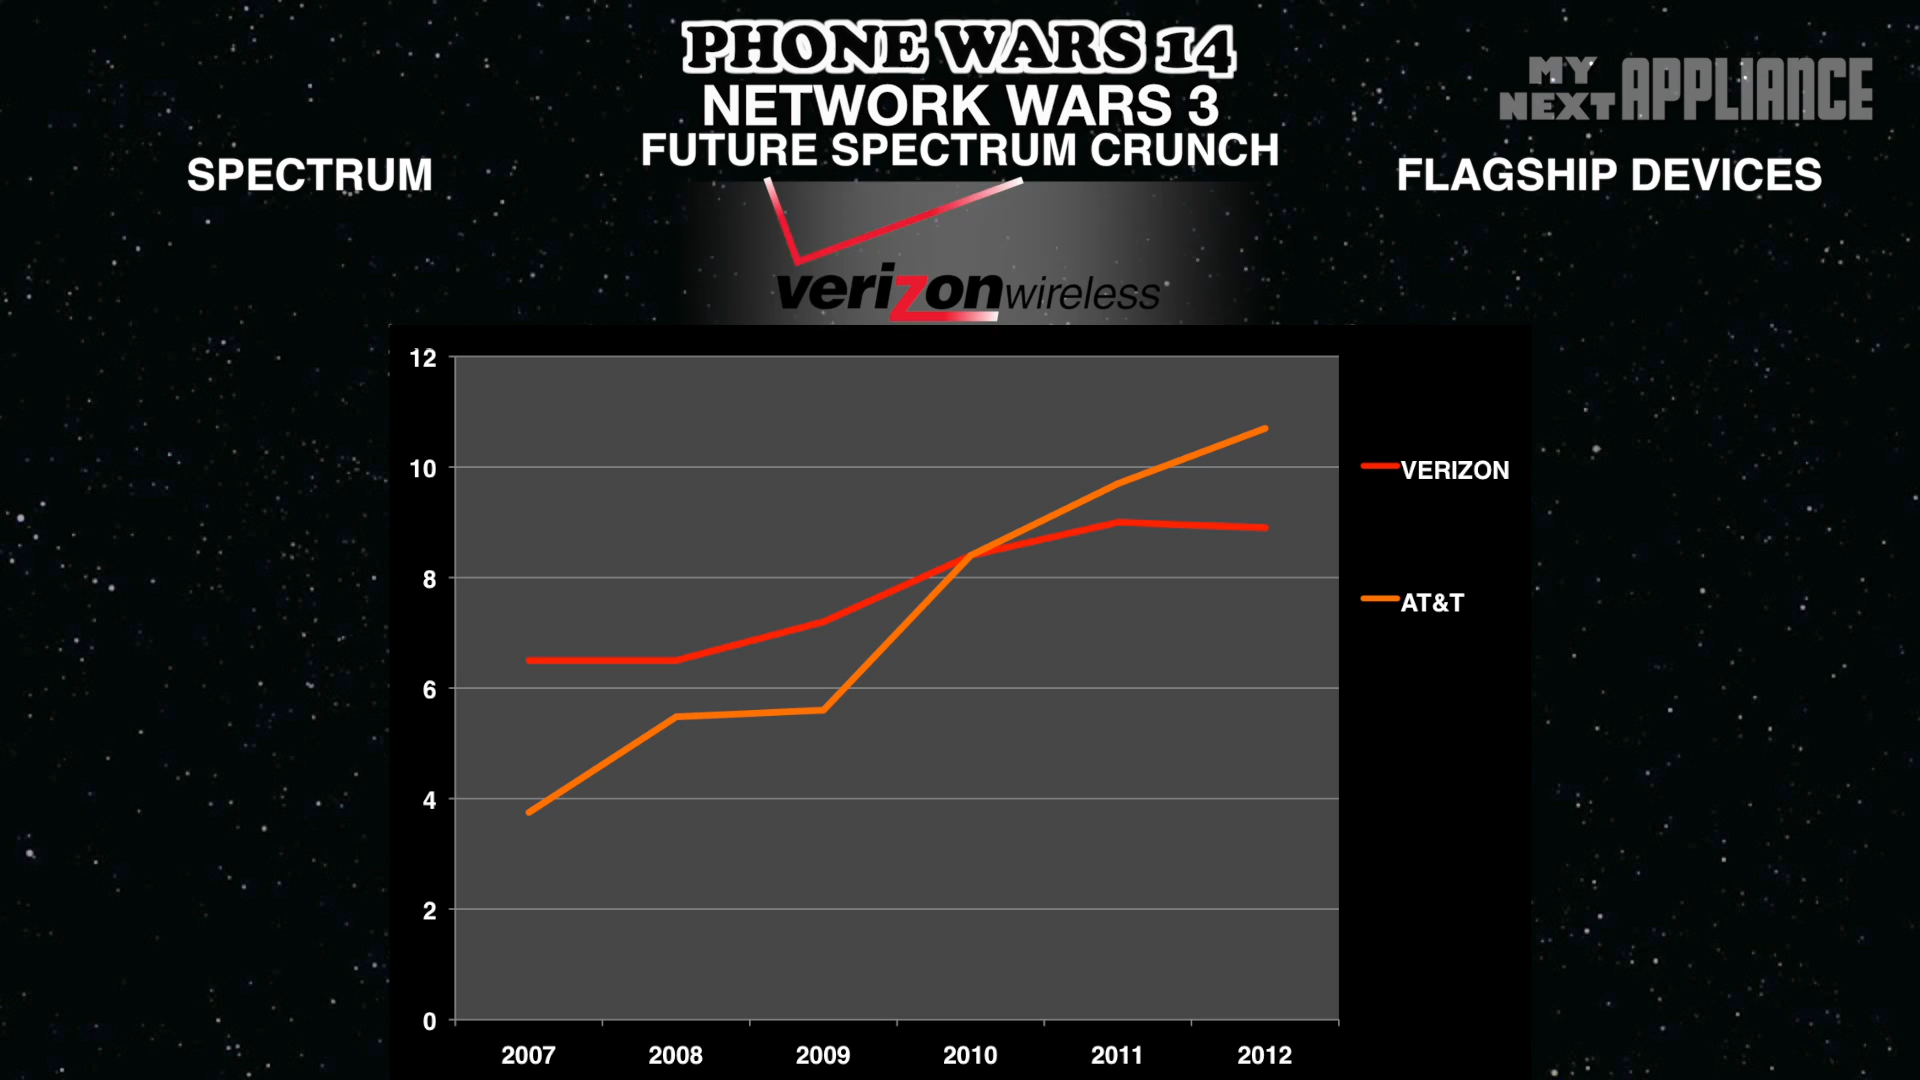 PHONE WARS 14
NETWORK WARS 3
FUTURE SPECTRUM CRUNCH
MY NEXT APPLIANCE
SPECTRUM
FLAGSHIP DEVICES
verizonwireless
12
10
8
6
4
2
0
2007 2008 2009 2010 2011 2012
VERIZON
AT&T